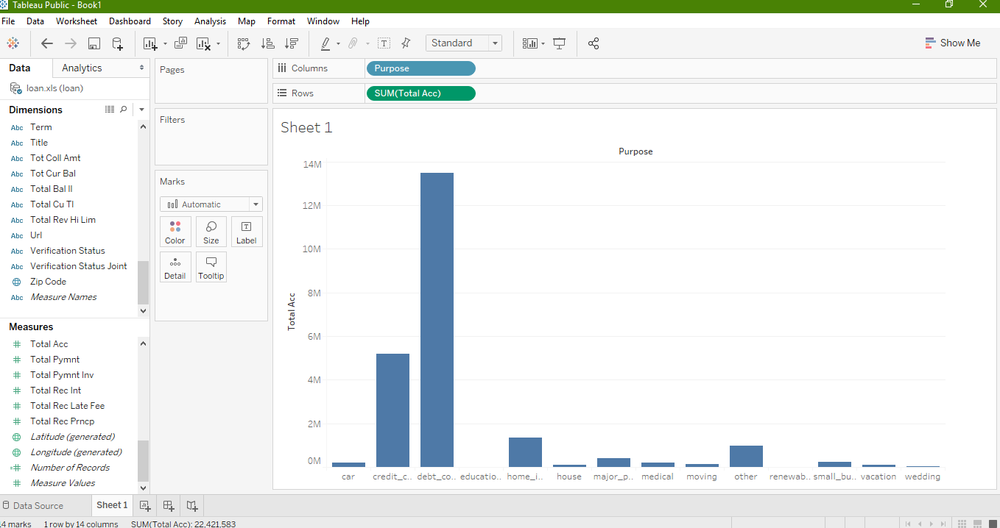 Tableau Public - Book1
File Data Worksheet Dashboard Story Analysis Map Format Window Help
Standard
Show Me
Data Analytics
loan.xls (loan)
Dimensions
Abc Term
Abc Title
Abc Tot Coll Amt
Abc Tot Cur Bal
Abc Total Bal Il
Abc Total Cu Tl
Abc Total Rev Hi Lim
Abc Url
Abc Verification Status
Abc Verification Status Joint
Zip Code
Abc Measure Names
Measures
# Total Acc
# Total Pymnt
# Total Pymnt Inv
# Total Rec Int
# Total Rec Late Fee
# Total Rec Prncp
Latitude (generated)
Longitude (generated)
=# Number of Records
# Measure Values
Pages
Filters
Marks
Automatic
Color Size Label
Detail Tooltip
Columns Purpose
Rows SUM(Total Acc)
Sheet 1
Purpose
14M
12M
10M
8M
6M
4M
2M
0M
Total Acc
car credit_c.. debt_co.. educatio.. home_i.. house major_p.. medical moving other renewab.. small_bu.. vacation wedding
Data Source Sheet 1
14 marks 1 row by 14 columns SUM(Total Acc): 22,421,583